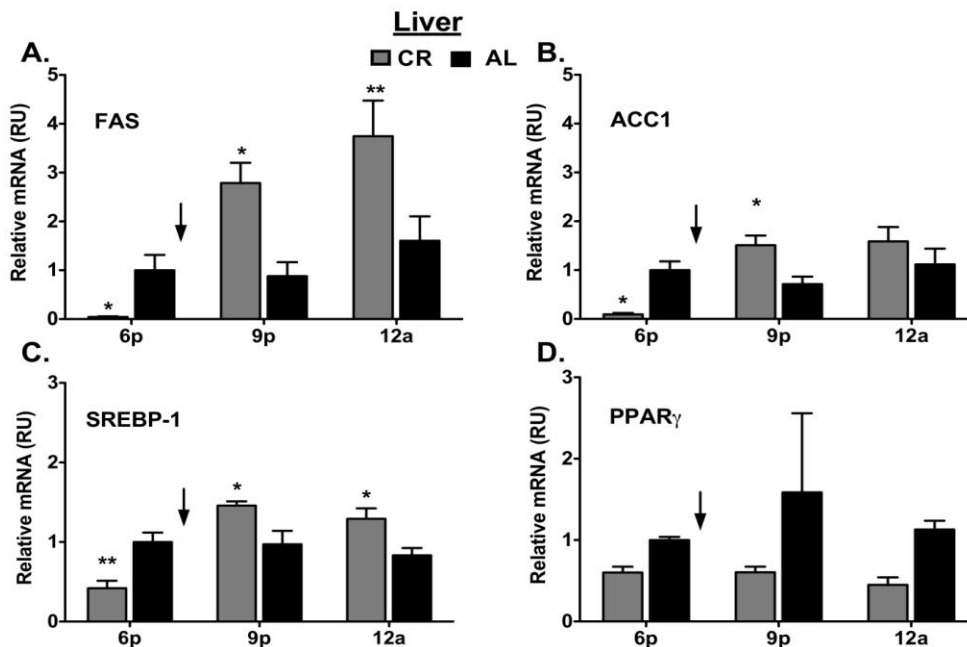 Liver
CR AL
A.
Relative mRNA (RU)
5
4
3
2
1
0
FAS
*
*
**
6p 9p 12a
B.
Relative mRNA (RU)
5
4
3
2
1
0
ACC1
*
*
6p 9p 12a
C.
Relative mRNA (RU)
3
2
1
0
SREBP-1
**
*
*
6p 9p 12a
D.
Relative mRNA (RU)
3
2
1
0
PPARγ
6p 9p 12a